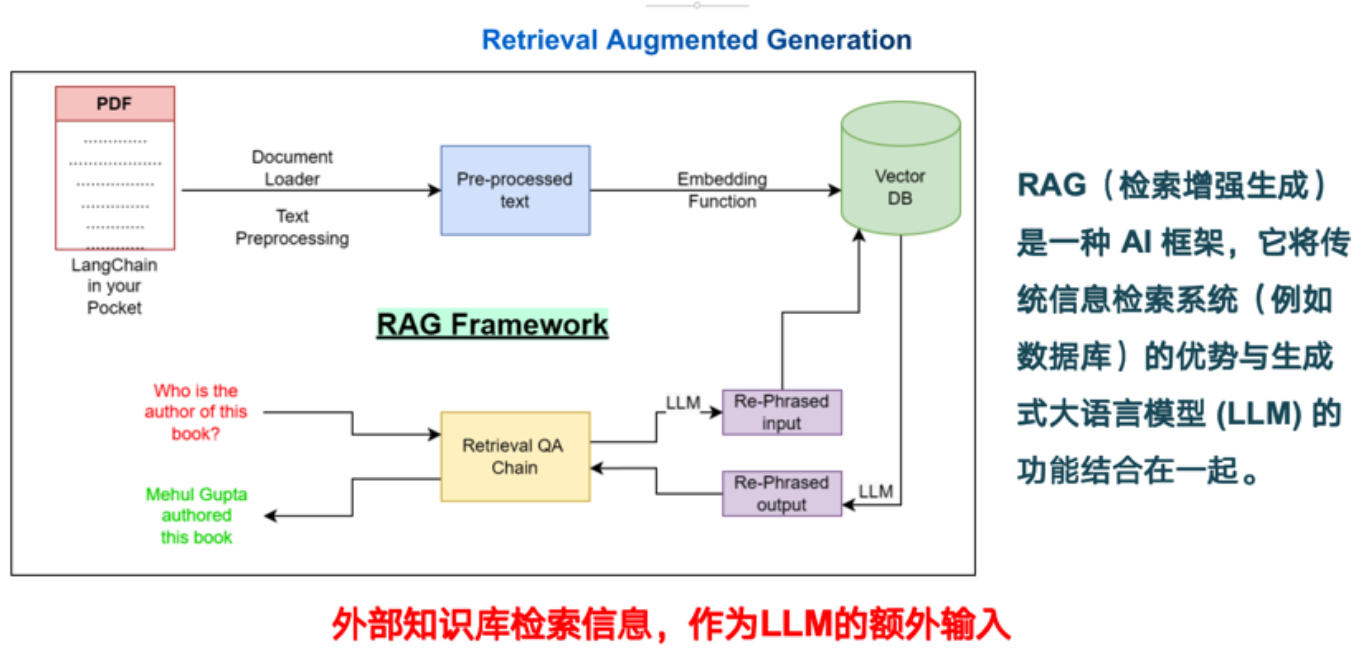 Retrieval Augmented Generation
PDF
Document
Loader
Text
Preprocessing
Pre-processed
text
Embedding
Function
Vector
DB
LangChain
in your
Pocket
RAG Framework
Who is the
author of this
book?
Retrieval QA
Chain
LLM
Re-Phrased
input
Re-Phrased
output
LLM
Mehul Gupta
authored
this book
RAG（检索增强生成）
是一种 AI 框架，它将传
统信息检索系统（例如
数据库）的优势与生成
式大语言模型 (LLM) 的
功能结合在一起。
外部知识库检索信息，作为LLM的额外输入